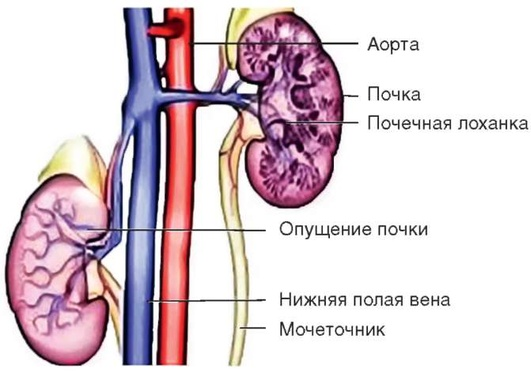 Аорта
Почка
Почечная лоханка
Опущение почки
Нижняя полая вена
Мочеточник